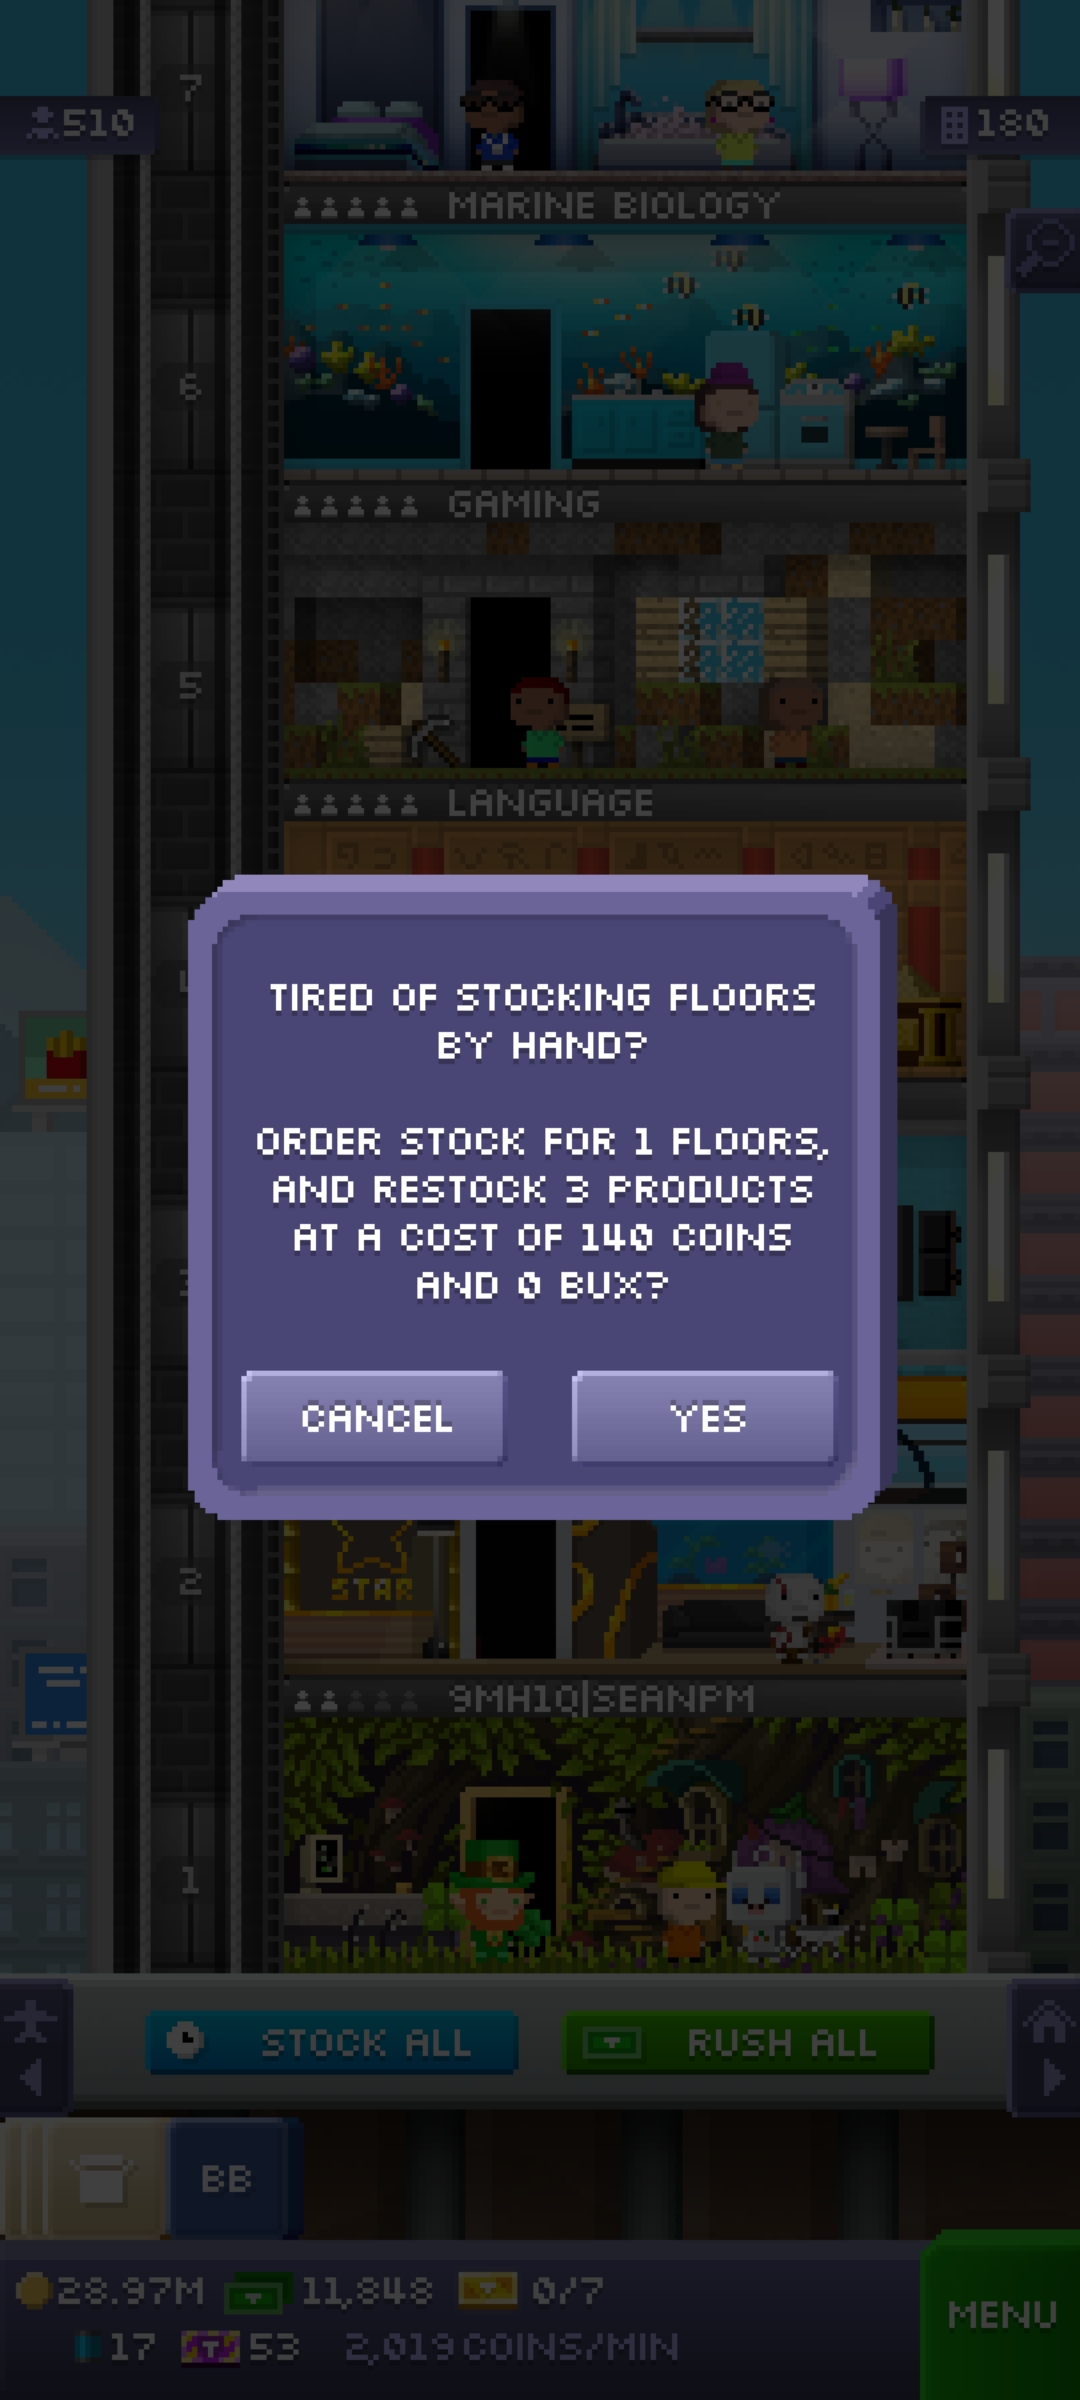 7
510
180
MARINE BIOLOGY
6
GAMING
5
LANGUAGE
TIRED OF STOCKING FLOORS
BY HAND?
ORDER STOCK FOR 1 FLOORS,
AND RESTOCK 3 PRODUCTS
AT A COST OF 140 COINS
AND 0 BUX?
CANCEL
YES
2
STAR
9MH1Q|SEANPM
1
STOCK ALL
RUSH ALL
BB
28.97M
11,848
0/7
MENU
17
53
2,019 COINS/MIN